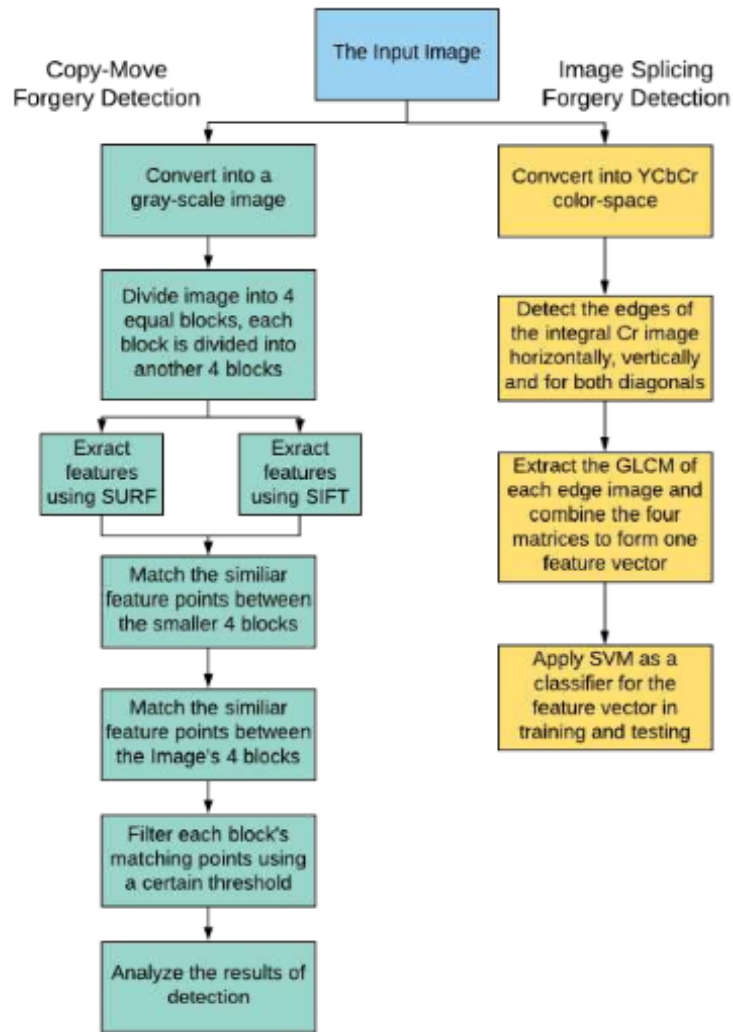 The Input Image
Copy-Move
Forgery Detection
Image Splicing
Forgery Detection
Convert into a
gray-scale image
Divide image into 4
equal blocks, each
block is divided into
another 4 blocks
Exract
features
using SURF
Exract
features
using SIFT
Match the similiar
feature points between
the smaller 4 blocks
Match the similiar
feature points between
the Image's 4 blocks
Filter each block's
matching points using
a certain threshold
Analyze the results of
detection
Convcert into YCbCr
color-space
Detect the edges of
the integral Cr image
horizontally, vertically
and for both diagonals
Extract the GLCM of
each edge image and
combine the four
matrices to form one
feature vector
Apply SVM as a
classifier for the
feature vector in
training and testing